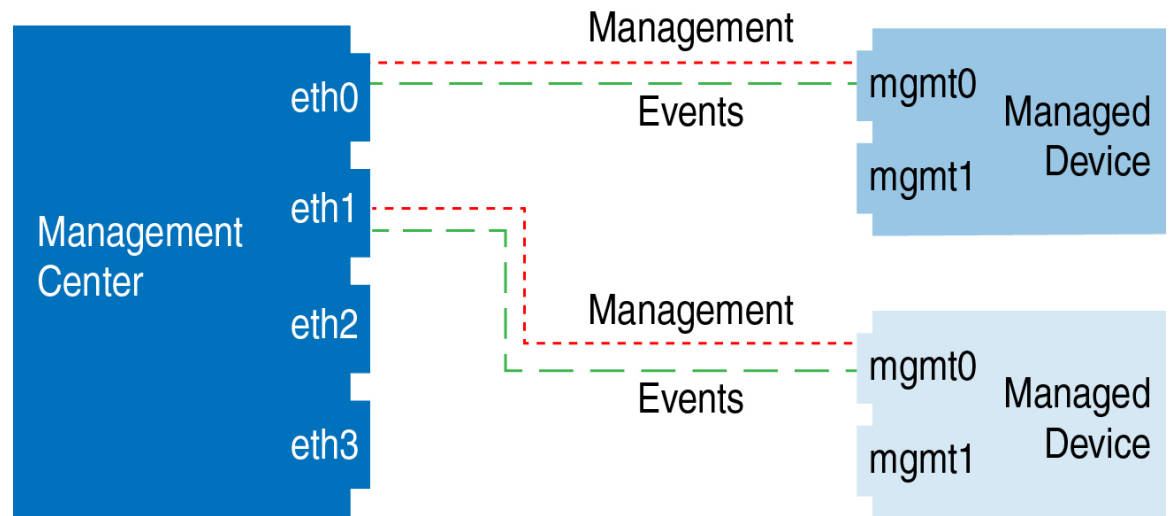 Management
eth0
mgmt0
Events
Managed
Device
mgmt1
eth1
Management
Center
Management
eth2
mgmt0
Events
Managed
Device
eth3
mgmt1